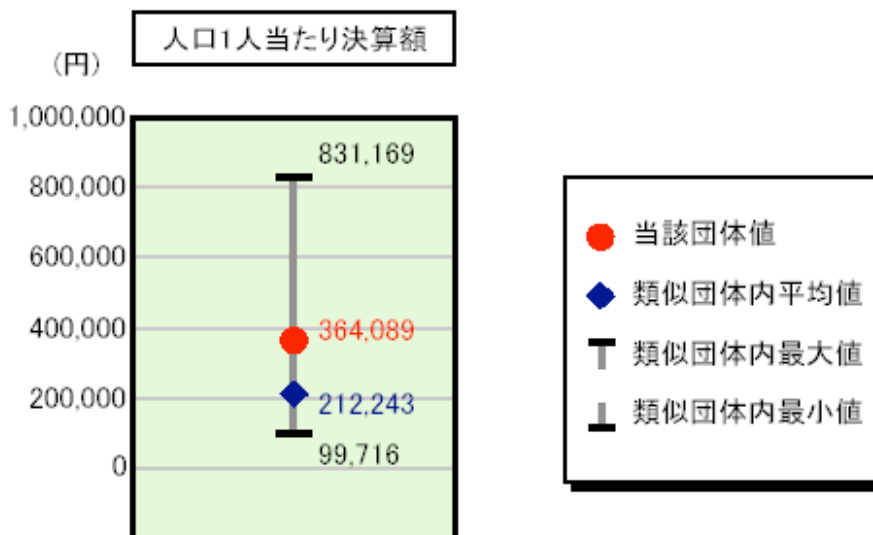 人口1人当たり決算額
(円)
1,000,000
831,169
800,000
600,000
400,000
364,089
200,000
212,243
99,716
0
当該団体値
類似団体内平均値
類似団体内最大値
類似団体内最小値